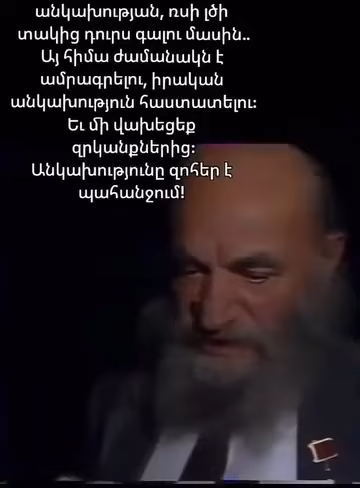 անկախության, ռսի լծի
տակից դուրս գալու մասին..
Այ հիմա ժամանակն է
ամրագրելու, իրական
անկախություն հաստատելու:
Եւ մի վախեցեք
զրկանքներից:
Անկախությունը զոհեր է
պահանջում!